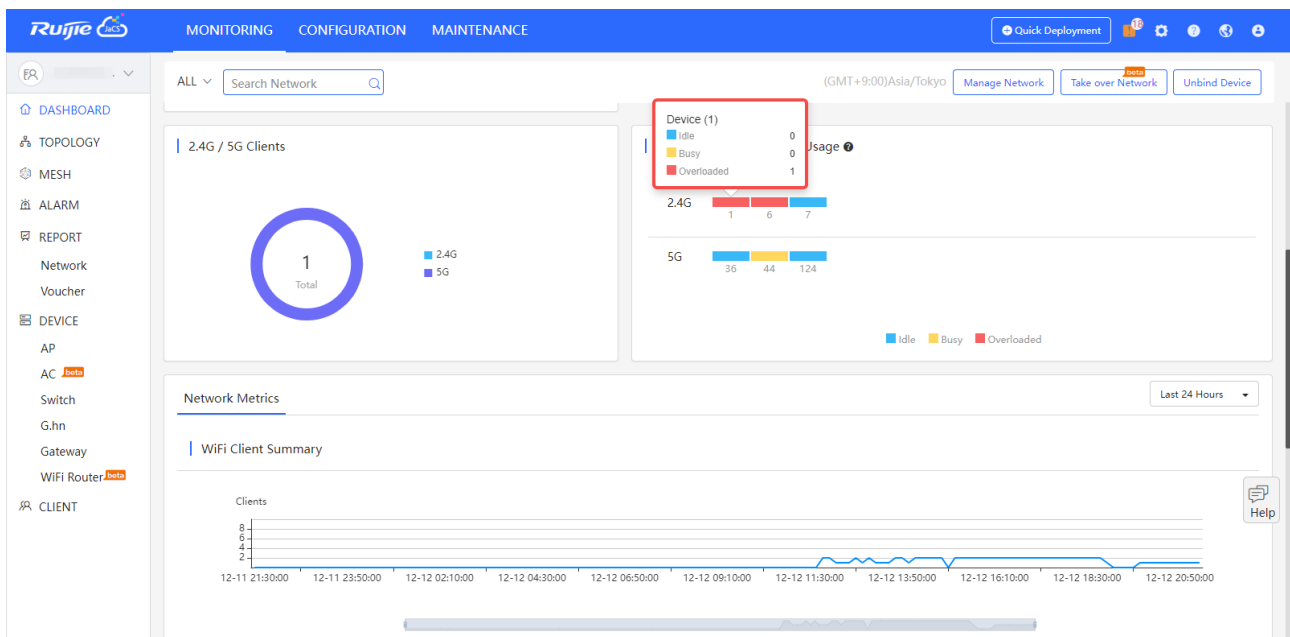 Ruijie JaCS MONITORING CONFIGURATION MAINTENANCE Quick Deployment 18
ALL Search Network (GMT+9:00)Asia/Tokyo Manage Network Take over Network beta Unbind Device
DASHBOARD
TOPOLOGY
MESH
ALARM
REPORT
Network
Voucher
DEVICE
AP
AC beta
Switch
G.hn
Gateway
WiFi Router beta
CLIENT
2.4G / 5G Clients
1
Total
2.4G
5G
Device (1)
Idle 0
Busy 0
Overloaded 1
Usage
2.4G
1 6 7
5G
36 44 124
Idle Busy Overloaded
Network Metrics Last 24 Hours
WiFi Client Summary
Clients
8
6
4
2
12-11 21:30:00 12-11 23:50:00 12-12 02:10:00 12-12 04:30:00 12-12 06:50:00 12-12 09:10:00 12-12 11:30:00 12-12 13:50:00 12-12 16:10:00 12-12 18:30:00 12-12 20:50:00
Help